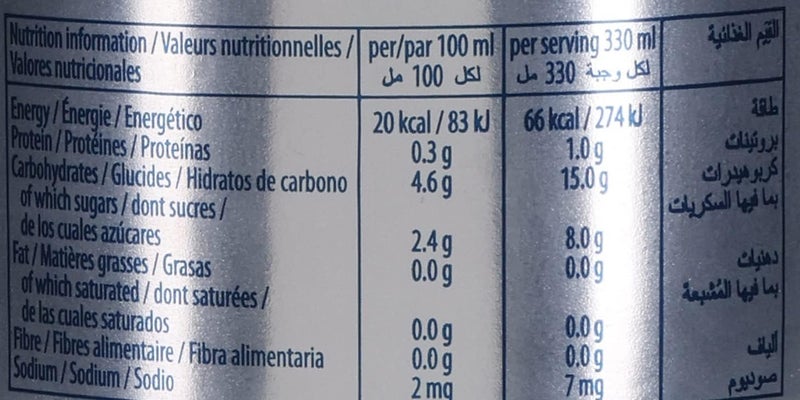 Nutrition information / Valeurs nutritionnelles / per/par 100 ml per serving 330 ml القيم الغذائية
Valores nutricionales لكل 100 مل لكل وجبة 330 مل
Energy / Énergie / Energético 20 kcal / 83 kJ 66 kcal / 274 kJ طاقة
Protein / Protéines / Proteínas 0.3 g 1.0 g بروتينات
Carbohydrates / Glucides / Hidratos de carbono 4.6 g 15.0 g كربوهيدرات
of which sugars / dont sucres / بما فيها السكريات
de los cuales azúcares 2.4 g 8.0 g
Fat / Matières grasses / Grasas 0.0 g 0.0 g دهنيات
of which saturated / dont saturées / بما فيها المُشبعة
de las cuales saturados 0.0 g 0.0 g
Fibre / Fibres alimentaire / Fibra alimentaria 0.0 g 0.0 g ألياف
Sodium / Sodium / Sodio 2 mg 7 mg صوديوم